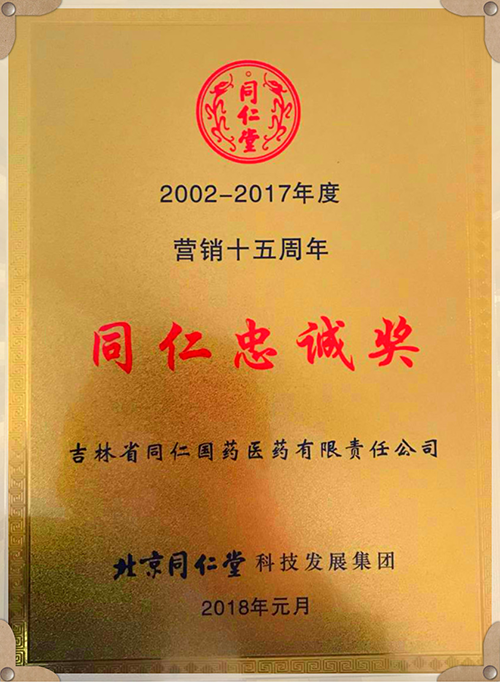 同仁堂
2002-2017年度
营销十五周年
同仁忠诚奖
吉林省同仁国药医药有限责任公司
北京同仁堂科技发展集团
2018年元月